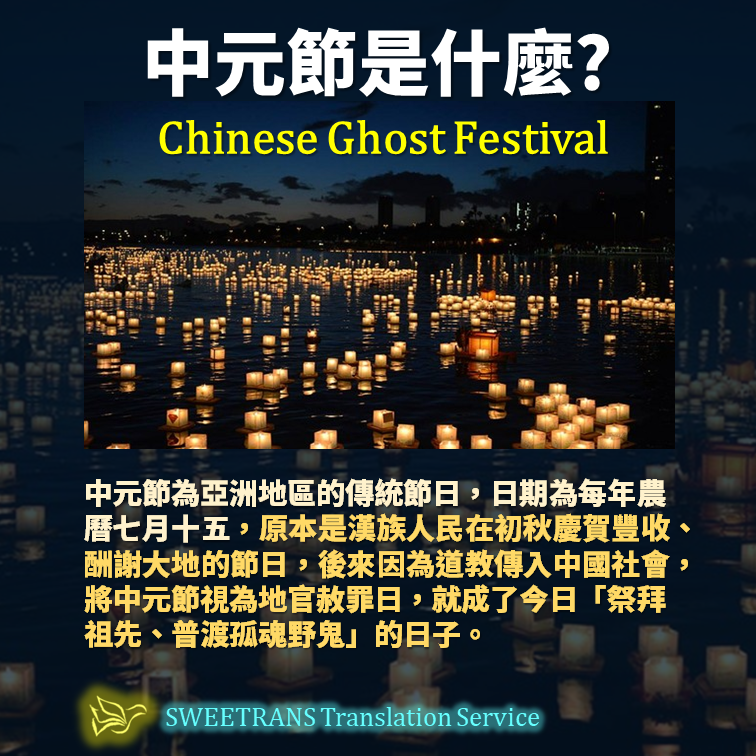 中元節是什麼?
Chinese Ghost Festival
中元節為亞洲地區的傳統節日，日期為每年農
曆七月十五，原本是漢族人民在初秋慶賀豐收、
酬謝大地的節日，後來因為道教傳入中國社會，
將中元節視為地官赦罪日，就成了今日「祭拜
祖先、普渡孤魂野鬼」的日子。
SWEETRANS Translation Service